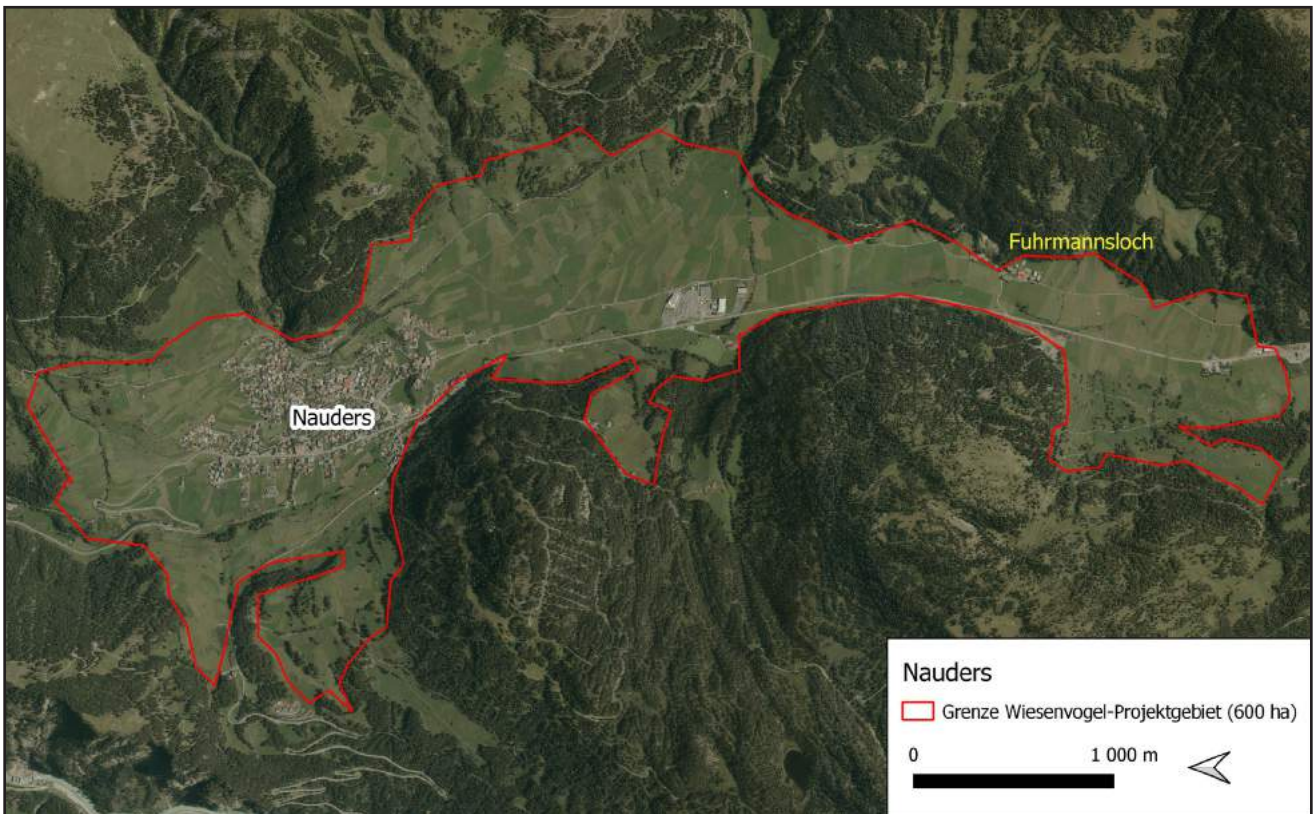 Fuhrmannsloch
Nauders
Nauders
Grenze Wiesenvogel-Projektgebiet (600 ha)
0 1 000 m